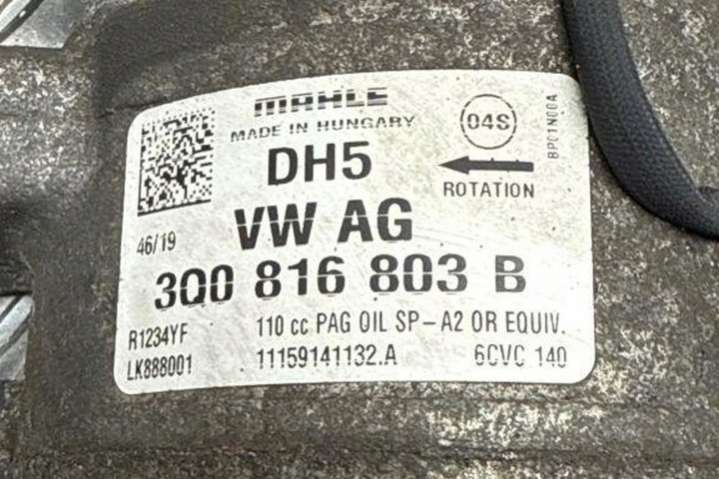 MAHLE
MADE IN HUNGARY
04S
BPC1N00A
DH5
ROTATION
46/19
VW AG
3Q0 816 803 B
R1234YF
110 cc PAG OIL SP-A2 OR EQUIV.
LK888001
11159141132.A
6CVC 140